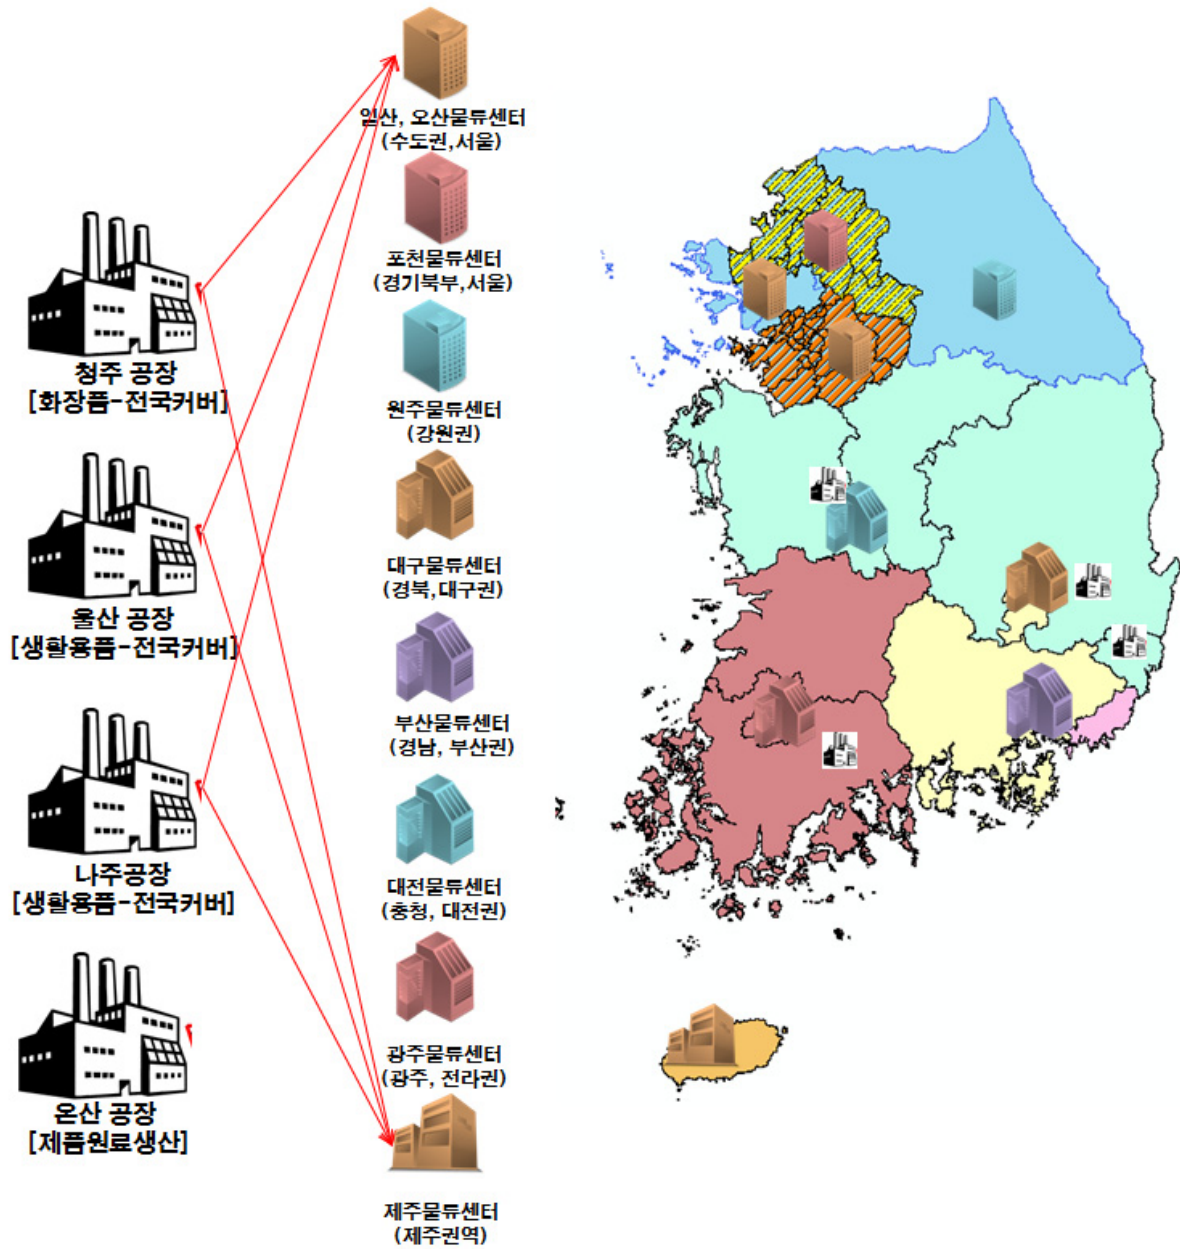 청주 공장
[화장품-전국커버]
울산 공장
[생활용품-전국커버]
나주공장
[생활용품-전국커버]
온산 공장
[제품원료생산]
일산, 오산물류센터
(수도권,서울)
포천물류센터
(경기북부,서울)
원주물류센터
(강원권)
대구물류센터
(경북,대구권)
부산물류센터
(경남, 부산권)
대전물류센터
(충청, 대전권)
광주물류센터
(광주, 전라권)
제주물류센터
(제주권역)